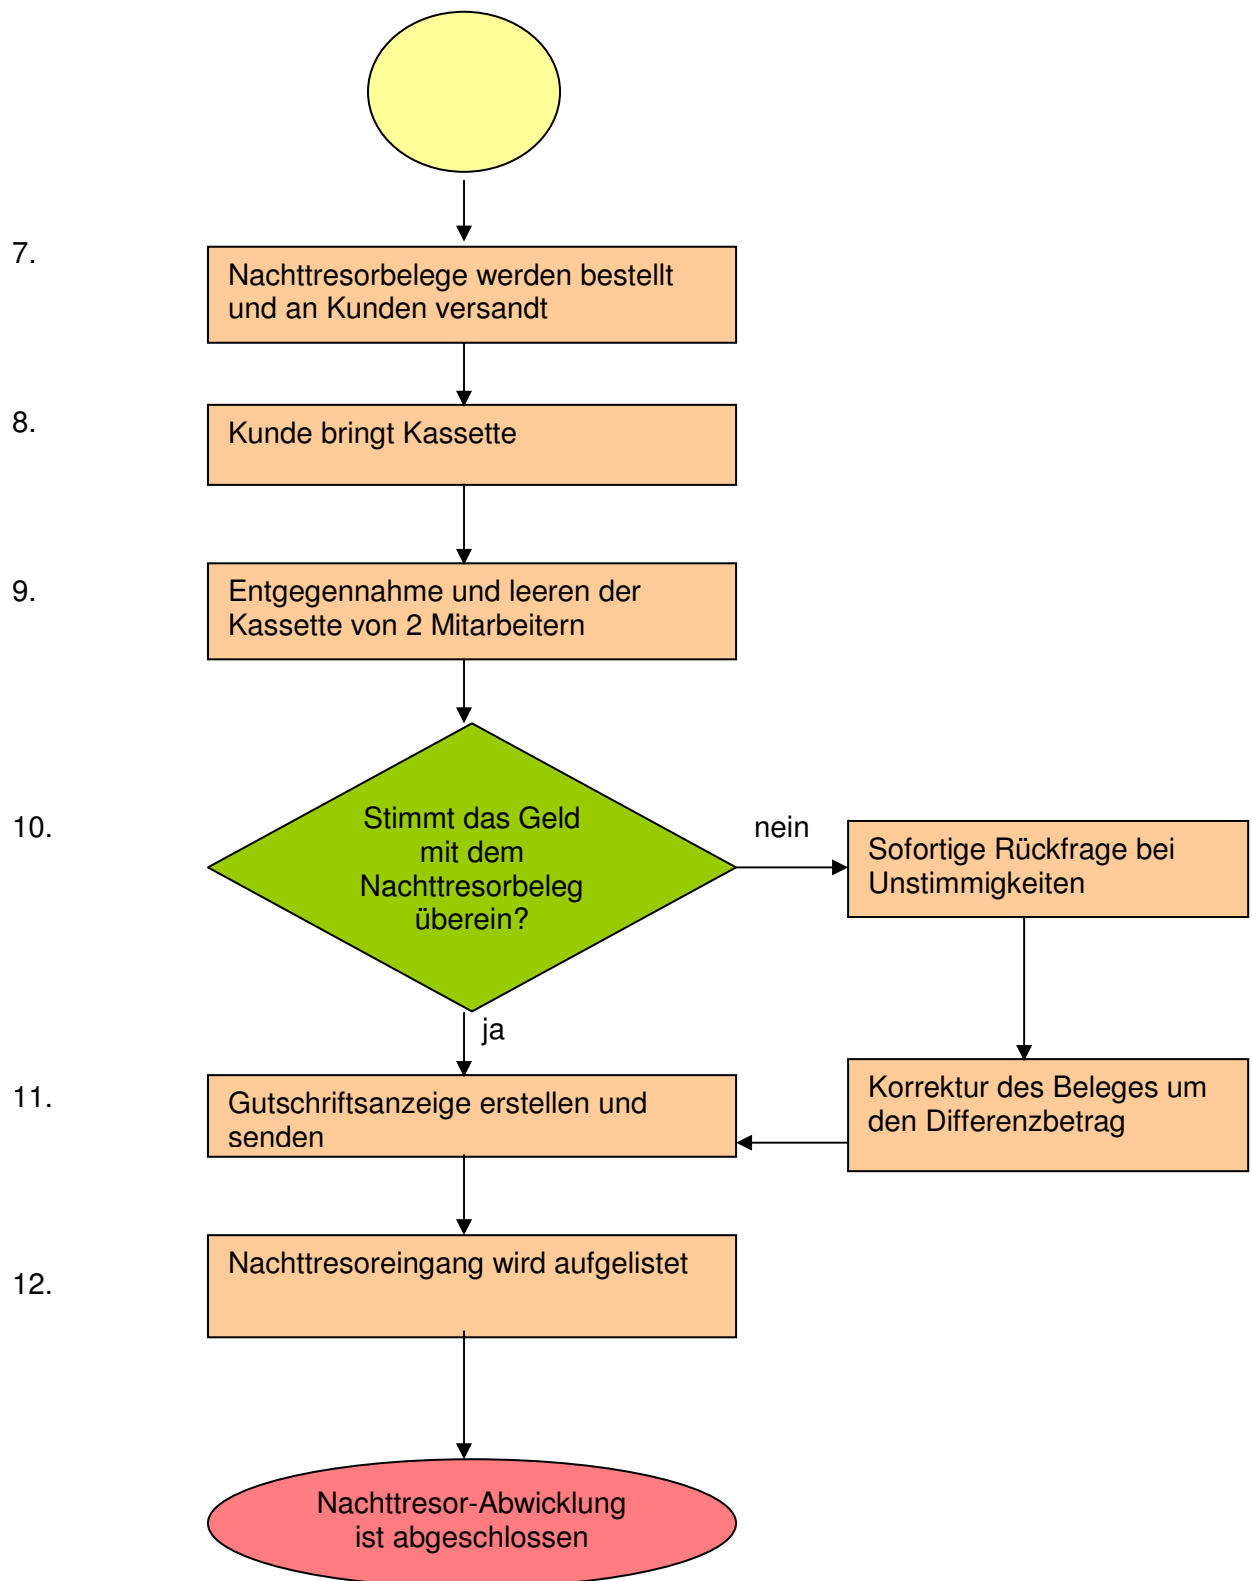 7.
Nachttresorbelege werden bestellt
und an Kunden versandt
8.
Kunde bringt Kassette
9.
Entgegennahme und leeren der
Kassette von 2 Mitarbeitern
10.
Stimmt das Geld
mit dem
Nachttresorbeleg
überein?
nein
Sofortige Rückfrage bei
Unstimmigkeiten
ja
11.
Gutschriftsanzeige erstellen und
senden
Korrektur des Beleges um
den Differenzbetrag
12.
Nachttresoreingang wird aufgelistet
Nachttresor-Abwicklung
ist abgeschlossen